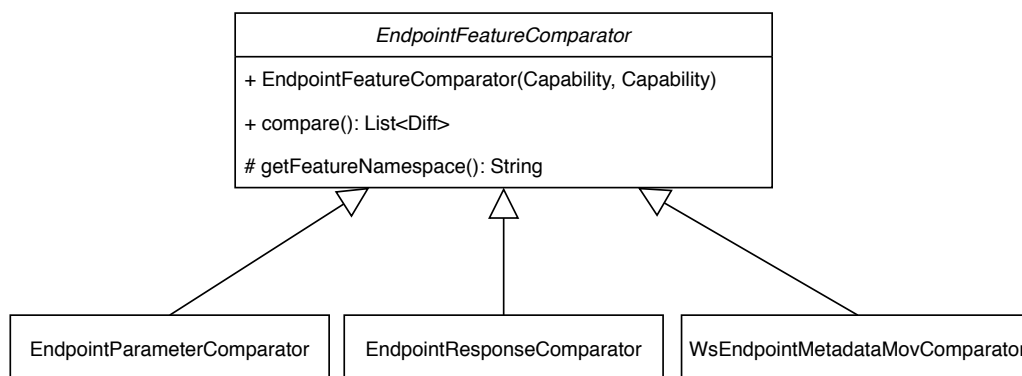 EndpointFeatureComparator
+ EndpointFeatureComparator(Capability, Capability)
+ compare(): List<Diff>
# getFeatureNamespace(): String
EndpointParameterComparator
EndpointResponseComparator
WsEndpointMetadataMovComparator